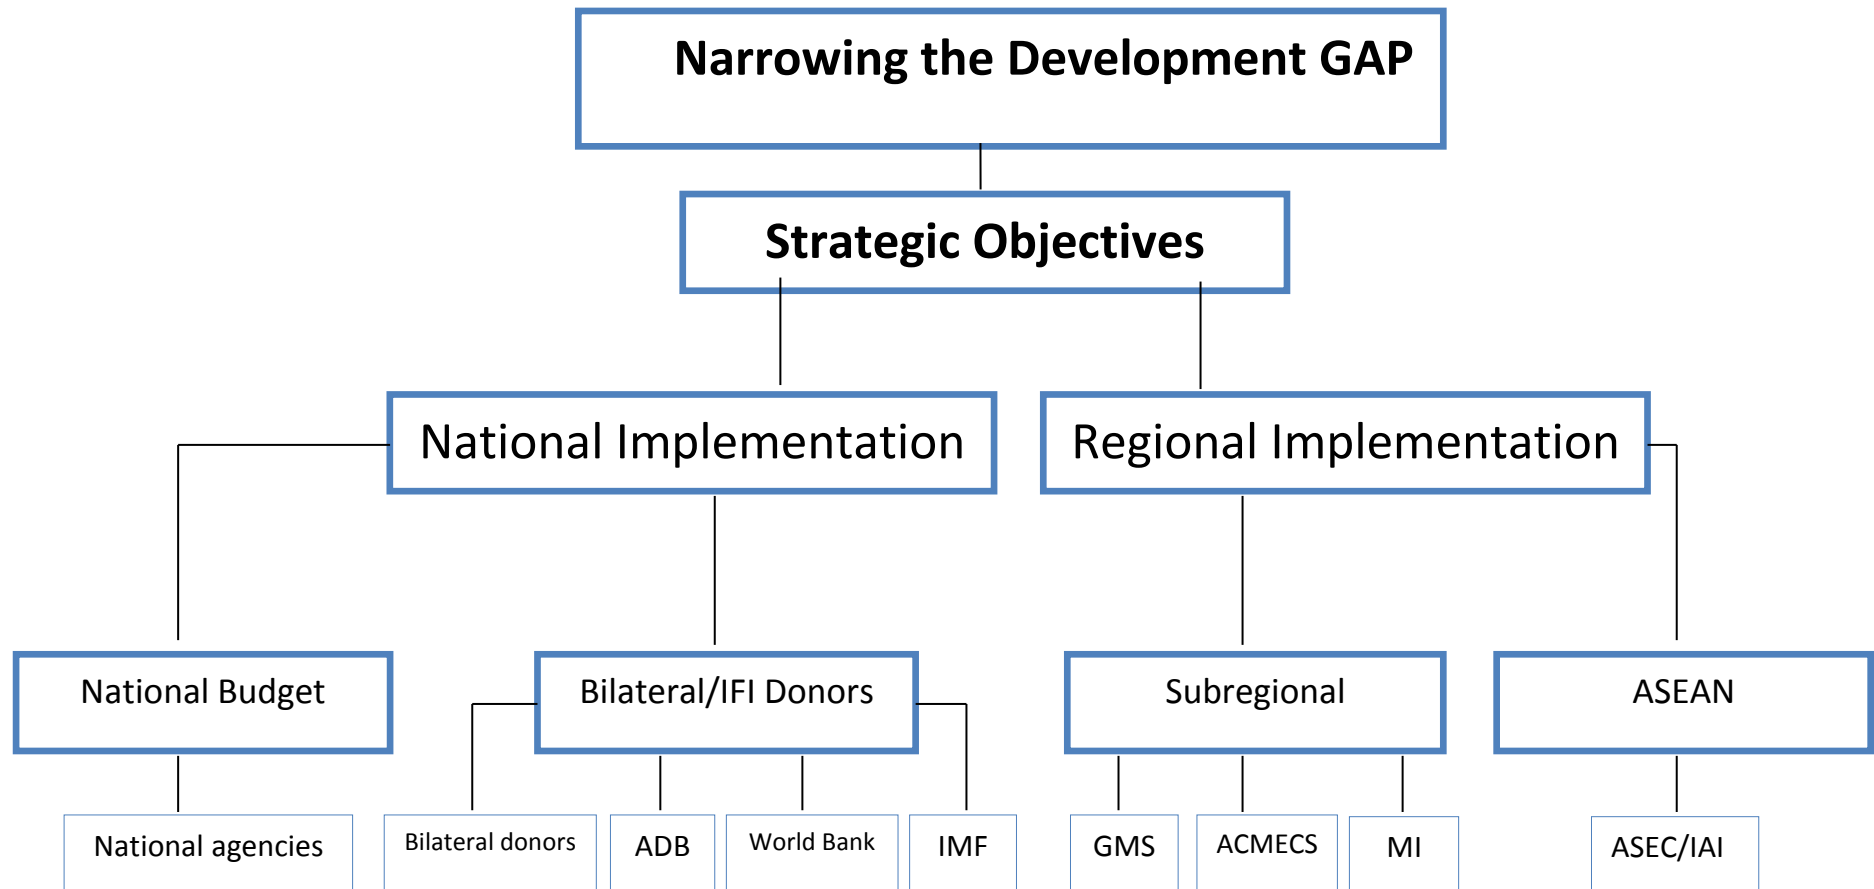 Narrowing the Development GAP
Strategic Objectives
National Implementation
Regional Implementation
National Budget
Bilateral/IFI Donors
Subregional
ASEAN
National agencies
Bilateral donors
ADB
World Bank
IMF
GMS
ACMECS
MI
ASEC/IAI